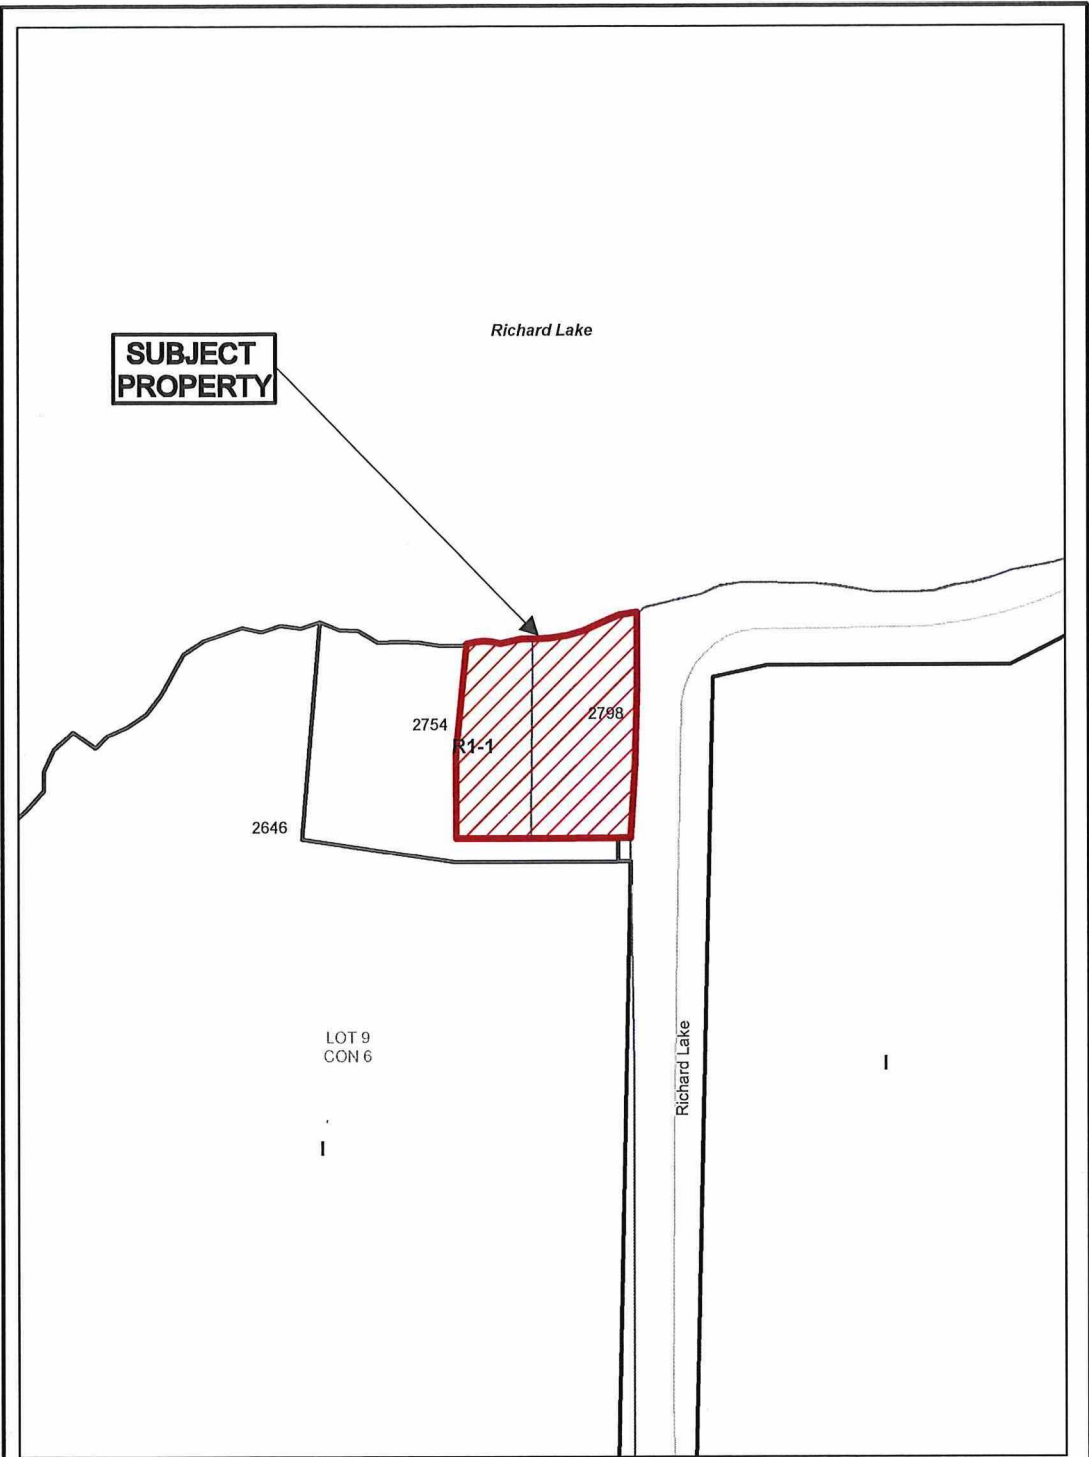 Richard Lake
SUBJECT
PROPERTY
2754
2798
R1-1
2646
LOT 9
CON 6
Richard Lake
I
I